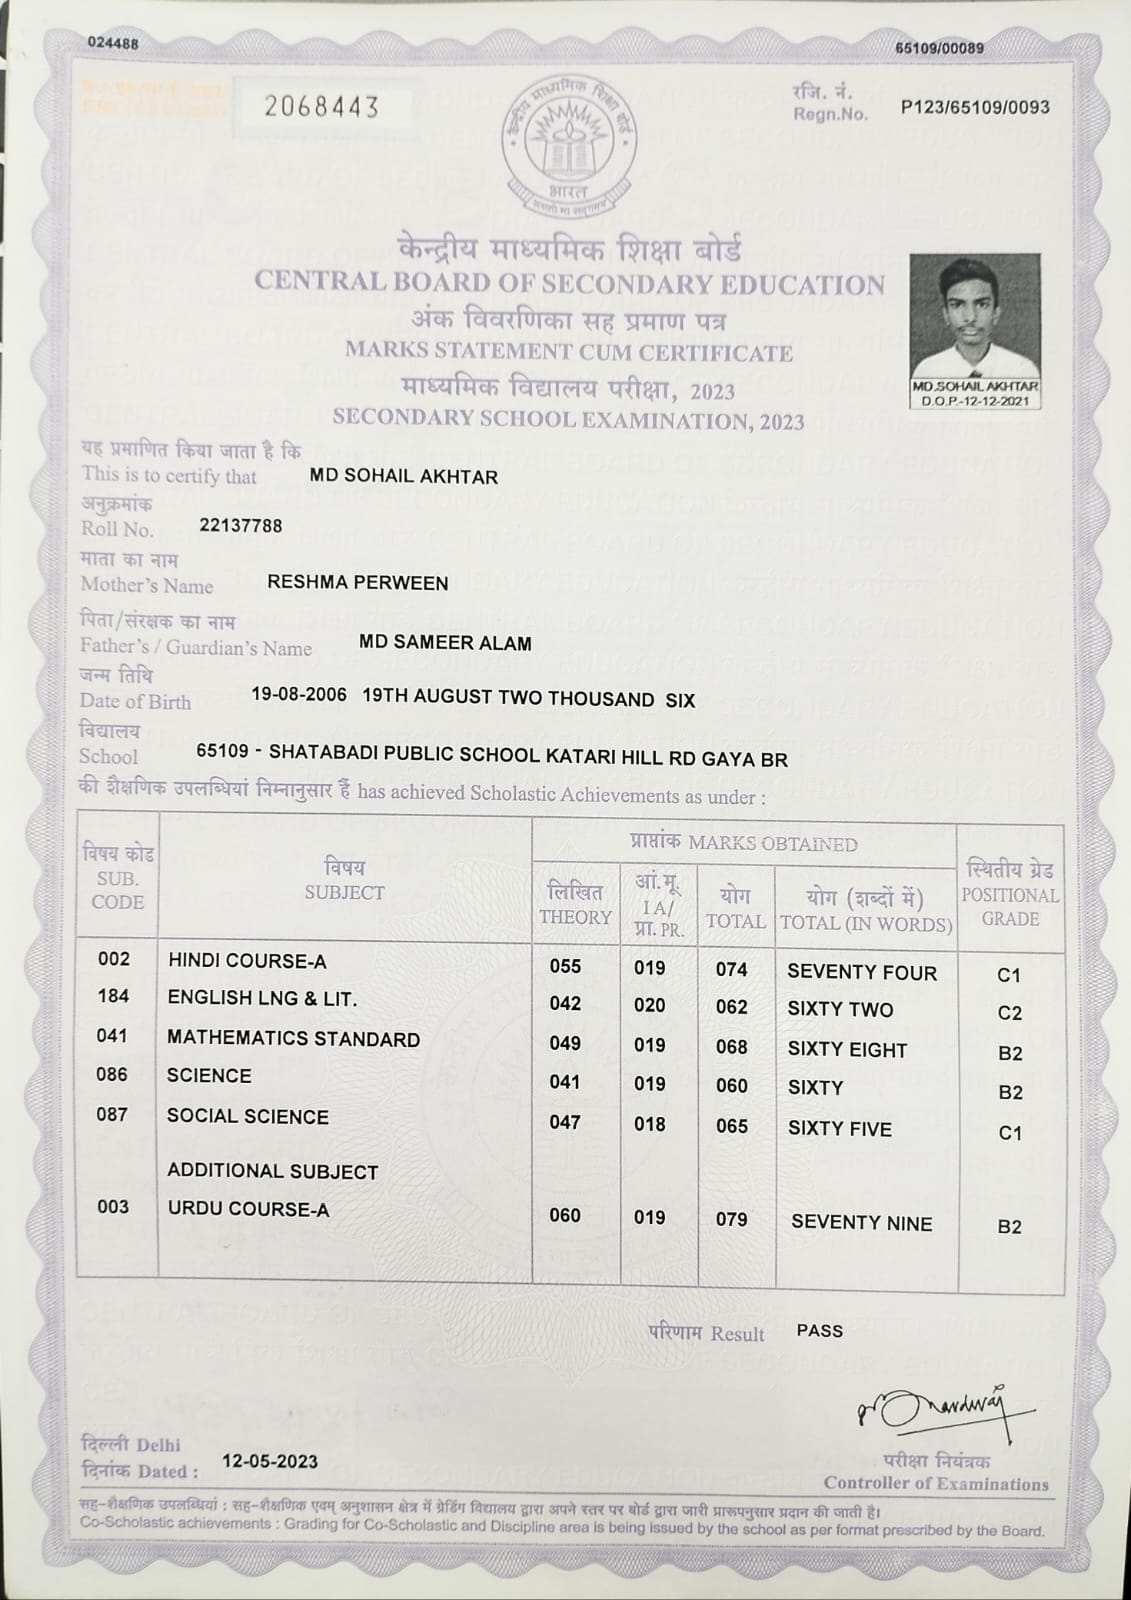 024488
65109/00089
2068443
रजि. नं.
Regn.No. P123/65109/0093
केन्द्रीय माध्यमिक शिक्षा बोर्ड
भारत
असतो मा सद्गमय
केन्द्रीय माध्यमिक शिक्षा बोर्ड
CENTRAL BOARD OF SECONDARY EDUCATION
अंक विवरणिका सह प्रमाण पत्र
MARKS STATEMENT CUM CERTIFICATE
माध्यमिक विद्यालय परीक्षा, 2023
SECONDARY SCHOOL EXAMINATION, 2023
MD.SOHAIL AKHTAR
D.O.P.-12-12-2021
यह प्रमाणित किया जाता है कि
This is to certify that MD SOHAIL AKHTAR
अनुक्रमांक
Roll No. 22137788
माता का नाम
Mother's Name RESHMA PERWEEN
पिता/संरक्षक का नाम
Father's / Guardian's Name MD SAMEER ALAM
जन्म तिथि
Date of Birth 19-08-2006 19TH AUGUST TWO THOUSAND SIX
विद्यालय
School 65109 - SHATABADI PUBLIC SCHOOL KATARI HILL RD GAYA BR
की शैक्षणिक उपलब्धियां निम्नानुसार हैं has achieved Scholastic Achievements as under :
विषय कोड
SUB.
CODE
विषय
SUBJECT
प्राप्तांक MARKS OBTAINED
लिखित
THEORY
आं.मू.
I A/
प्रा. PR.
योग
TOTAL
योग (शब्दों में)
TOTAL (IN WORDS)
स्थितीय ग्रेड
POSITIONAL
GRADE
002 HINDI COURSE-A 055 019 074 SEVENTY FOUR C1
184 ENGLISH LNG & LIT. 042 020 062 SIXTY TWO C2
041 MATHEMATICS STANDARD 049 019 068 SIXTY EIGHT B2
086 SCIENCE 041 019 060 SIXTY B2
087 SOCIAL SCIENCE 047 018 065 SIXTY FIVE C1
ADDITIONAL SUBJECT
003 URDU COURSE-A 060 019 079 SEVENTY NINE B2
परिणाम Result PASS
दिल्ली Delhi
दिनांक Dated : 12-05-2023
परीक्षा नियंत्रक
Controller of Examinations
सह-शैक्षणिक उपलब्धियां : सह-शैक्षणिक एवम् अनुशासन क्षेत्र में ग्रेडिंग विद्यालय द्वारा अपने स्तर पर बोर्ड द्वारा जारी प्रारूपनुसार प्रदान की जाती है।
Co-Scholastic achievements : Grading for Co-Scholastic and Discipline area is being issued by the school as per format prescribed by the Board.